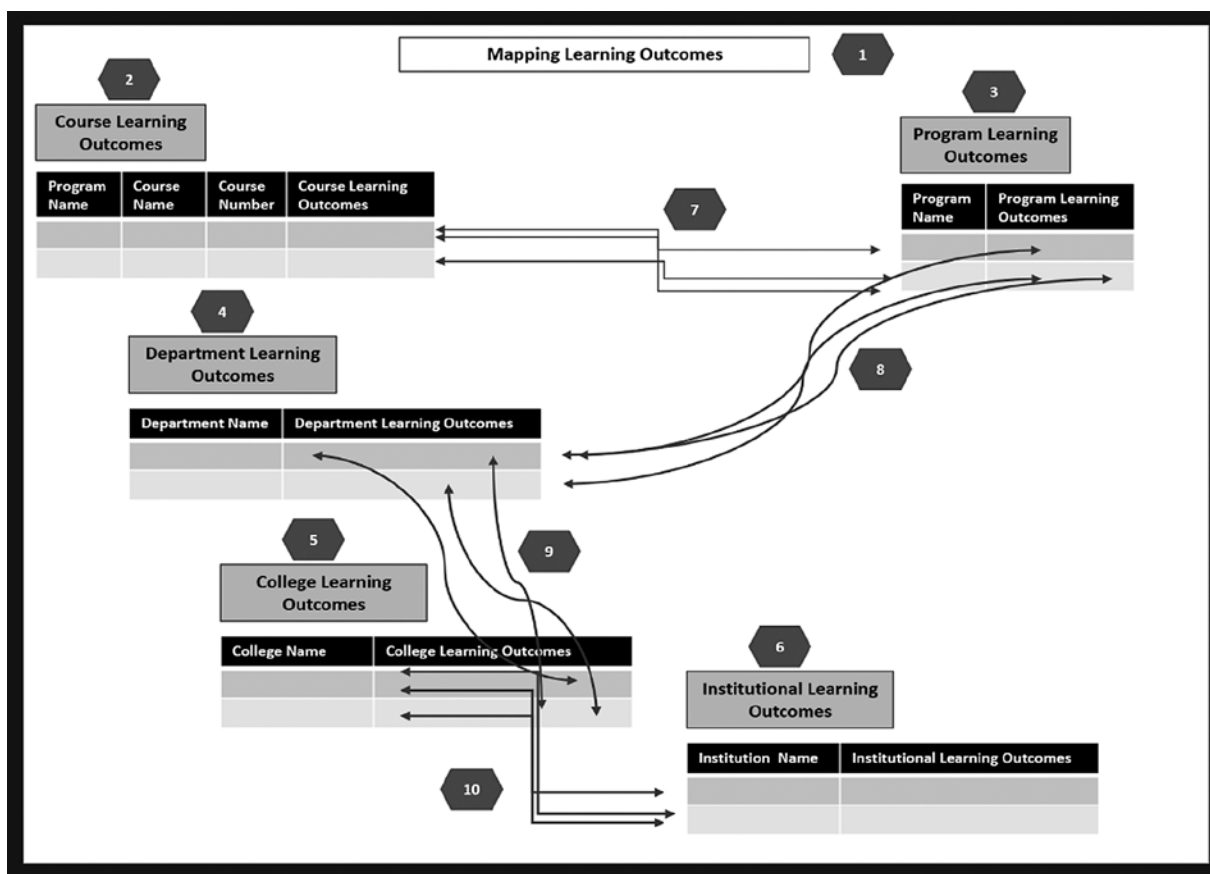 Mapping Learning Outcomes
1
2
3
Course Learning
Outcomes
Program Learning
Outcomes
Program
Name
Course
Name
Course
Number
Course Learning
Outcomes
7
Program
Name
Program Learning
Outcomes
4
Department Learning
Outcomes
8
Department Name
Department Learning Outcomes
5
9
College Learning
Outcomes
College Name
College Learning Outcomes
6
Institutional Learning
Outcomes
Institution Name
Institutional Learning Outcomes
10